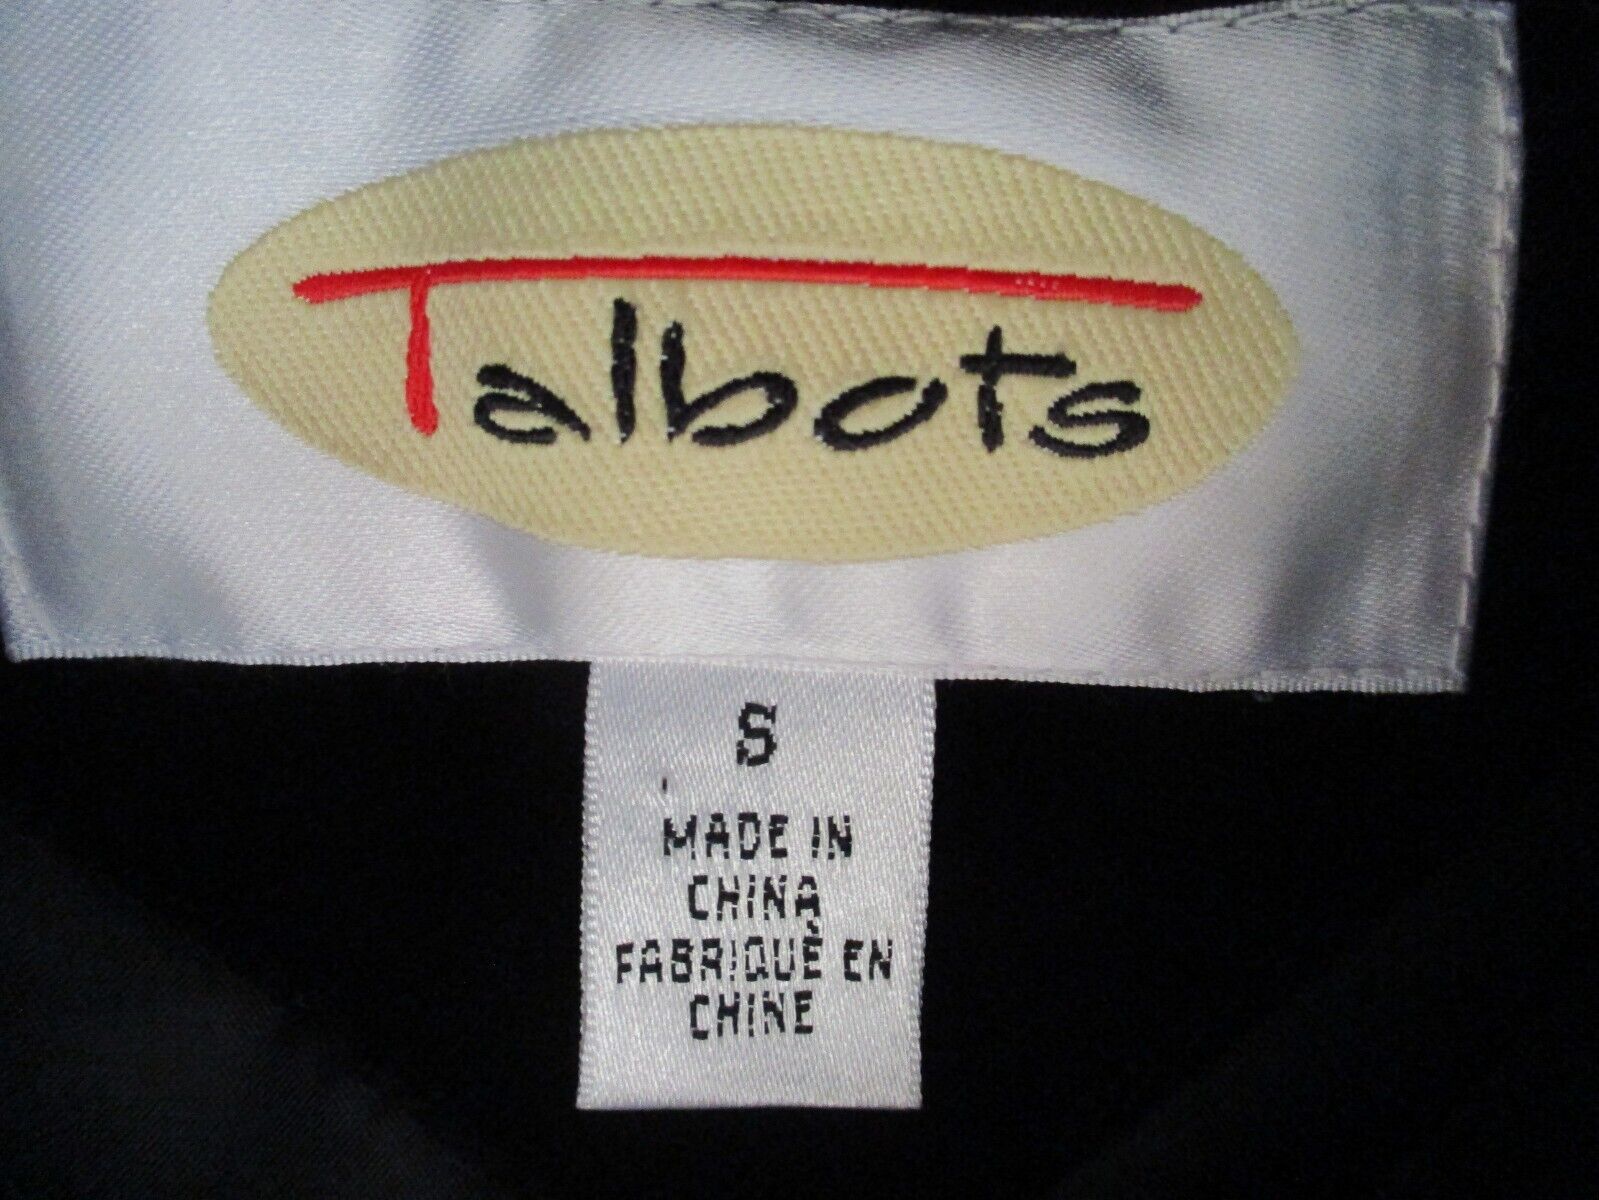 Talbots
S
MADE IN
CHINA
FABRIQUÉ EN
CHINE